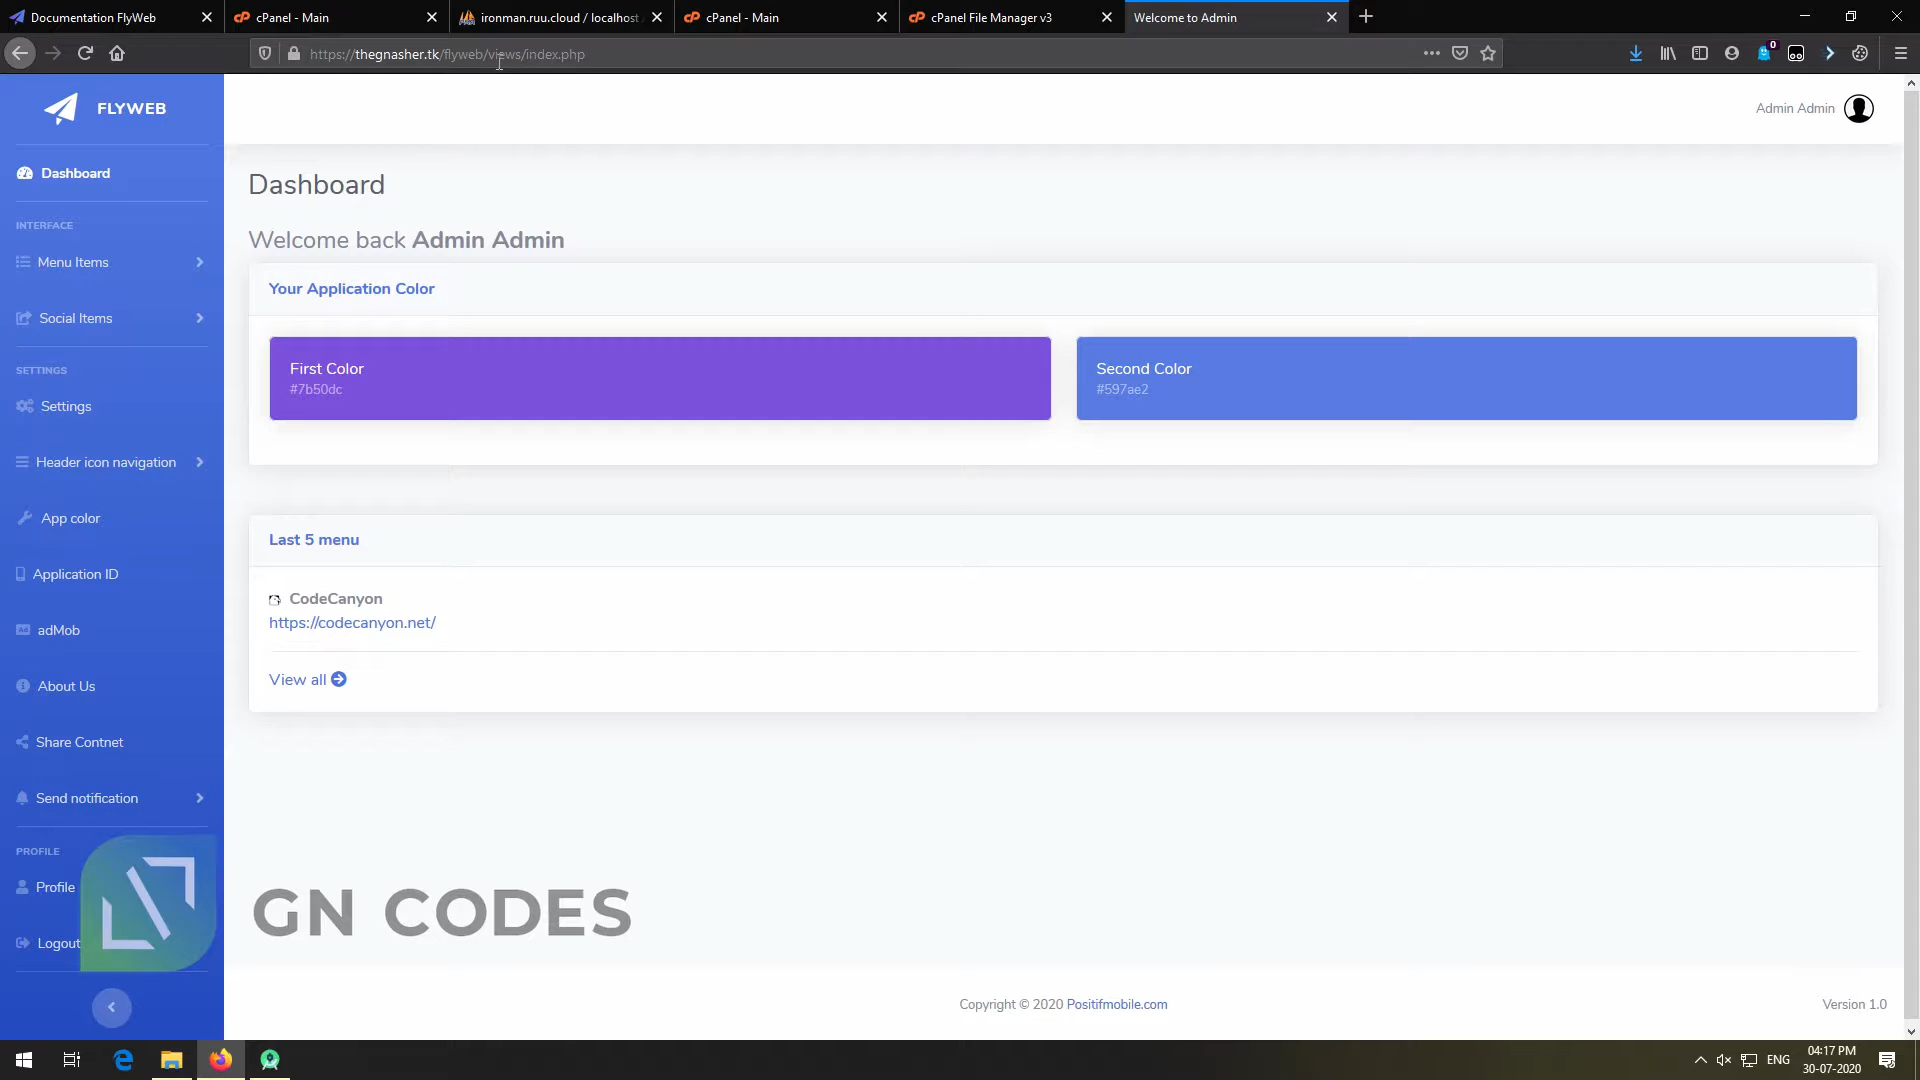 Documentation FlyWeb
cPanel - Main
ironman.ruu.cloud / localhost
cPanel - Main
cPanel File Manager v3
Welcome to Admin
https://thegnasher.tk/flyweb/views/index.php
0
FLYWEB
Admin Admin
Dashboard
INTERFACE
Menu Items
Social Items
SETTINGS
Settings
Header icon navigation
App color
Application ID
adMob
About Us
Share Contnet
Send notification
PROFILE
Profile
Logout
Dashboard
Welcome back Admin Admin
Your Application Color
First Color
#7b50dc
Second Color
#597ae2
Last 5 menu
CodeCanyon
https://codecanyon.net/
View all
GN CODES
Copyright © 2020 Positifmobile.com
Version 1.0
ENG
04:17 PM
30-07-2020